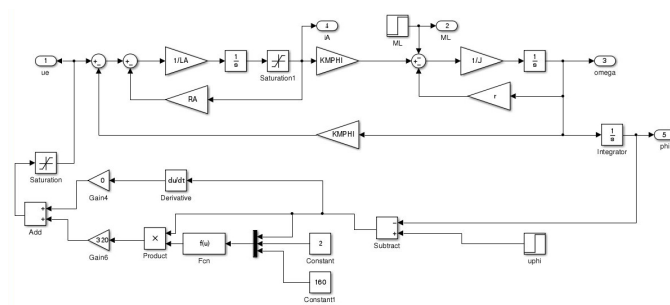 4
iA
ML
2
ML
1
ue
1/LA
1
s
Saturation1
KMPHI
1/J
1
s
3
omega
RA
r
KMPHI
1
s
Integrator
5
phi
Saturation
0
Gain4
du/dt
Derivative
Add
320
Gain6
×
Product
f(u)
Fcn
2
Constant
160
Constant1
Subtract
uphi